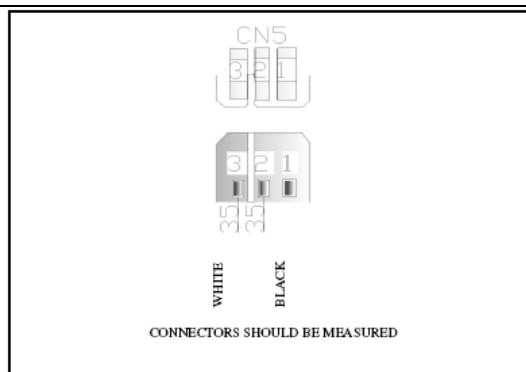 CN5
3 2 1
3 2 1
35 35
WHITE BLACK
CONNECTORS SHOULD BE MEASURED